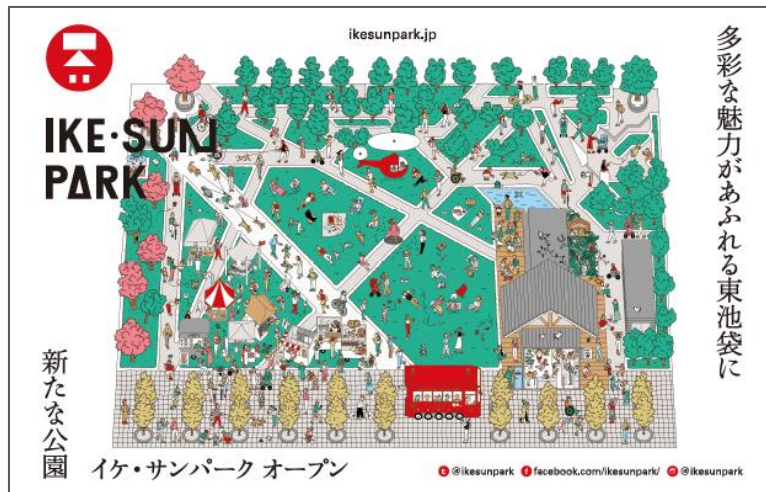 ikesunpark.jp
IKE・SUN
PARK
多彩な魅力があふれる東池袋に
新たな公園
イケ・サンパーク オープン
@ikesunpark
facebook.com/ikesunpark/
@ikesunpark